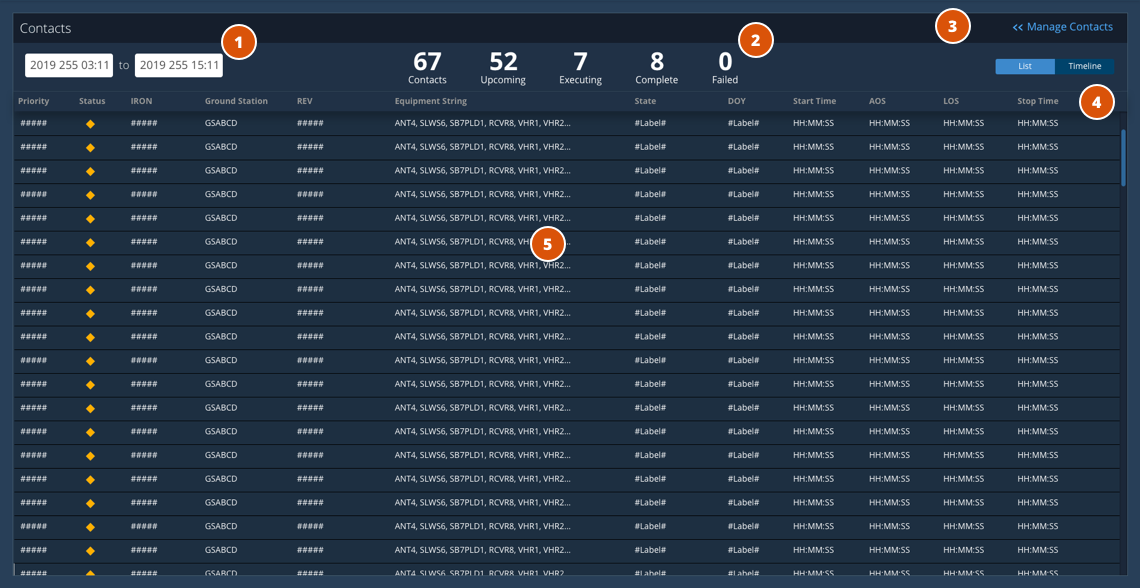 Contacts
1
2
3
<< Manage Contacts
2019 255 03:11 to 2019 255 15:11
67 52 7 8 0
Contacts Upcoming Executing Complete Failed
List Timeline
4
Priority Status IRON Ground Station REV Equipment String State DOY Start Time AOS LOS Stop Time
##### ##### GSABCD ##### ANT4, SLWS6, SB7PLD1, RCVR8, VHR1, VHR2... #Label# #Label# HH:MM:SS HH:MM:SS HH:MM:SS HH:MM:SS
##### ##### GSABCD ##### ANT4, SLWS6, SB7PLD1, RCVR8, VHR1, VHR2... #Label# #Label# HH:MM:SS HH:MM:SS HH:MM:SS HH:MM:SS
##### ##### GSABCD ##### ANT4, SLWS6, SB7PLD1, RCVR8, VHR1, VHR2... #Label# #Label# HH:MM:SS HH:MM:SS HH:MM:SS HH:MM:SS
##### ##### GSABCD ##### ANT4, SLWS6, SB7PLD1, RCVR8, VHR1, VHR2... #Label# #Label# HH:MM:SS HH:MM:SS HH:MM:SS HH:MM:SS
##### ##### GSABCD ##### ANT4, SLWS6, SB7PLD1, RCVR8, VHR1, VHR2... #Label# #Label# HH:MM:SS HH:MM:SS HH:MM:SS HH:MM:SS
##### ##### GSABCD ##### ANT4, SLWS6, SB7PLD1, RCVR8, #Label# #Label# HH:MM:SS HH:MM:SS HH:MM:SS HH:MM:SS
5
##### ##### GSABCD ##### ANT4, SLWS6, SB7PLD1, RCVR8, VHR1, VHR2... #Label# #Label# HH:MM:SS HH:MM:SS HH:MM:SS HH:MM:SS
##### ##### GSABCD ##### ANT4, SLWS6, SB7PLD1, RCVR8, VHR1, VHR2... #Label# #Label# HH:MM:SS HH:MM:SS HH:MM:SS HH:MM:SS
##### ##### GSABCD ##### ANT4, SLWS6, SB7PLD1, RCVR8, VHR1, VHR2... #Label# #Label# HH:MM:SS HH:MM:SS HH:MM:SS HH:MM:SS
##### ##### GSABCD ##### ANT4, SLWS6, SB7PLD1, RCVR8, VHR1, VHR2... #Label# #Label# HH:MM:SS HH:MM:SS HH:MM:SS HH:MM:SS
##### ##### GSABCD ##### ANT4, SLWS6, SB7PLD1, RCVR8, VHR1, VHR2... #Label# #Label# HH:MM:SS HH:MM:SS HH:MM:SS HH:MM:SS
##### ##### GSABCD ##### ANT4, SLWS6, SB7PLD1, RCVR8, VHR1, VHR2... #Label# #Label# HH:MM:SS HH:MM:SS HH:MM:SS HH:MM:SS
##### ##### GSABCD ##### ANT4, SLWS6, SB7PLD1, RCVR8, VHR1, VHR2... #Label# #Label# HH:MM:SS HH:MM:SS HH:MM:SS HH:MM:SS
##### ##### GSABCD ##### ANT4, SLWS6, SB7PLD1, RCVR8, VHR1, VHR2... #Label# #Label# HH:MM:SS HH:MM:SS HH:MM:SS HH:MM:SS
##### ##### GSABCD ##### ANT4, SLWS6, SB7PLD1, RCVR8, VHR1, VHR2... #Label# #Label# HH:MM:SS HH:MM:SS HH:MM:SS HH:MM:SS
##### ##### GSABCD ##### ANT4, SLWS6, SB7PLD1, RCVR8, VHR1, VHR2... #Label# #Label# HH:MM:SS HH:MM:SS HH:MM:SS HH:MM:SS
##### ##### GSABCD ##### ANT4, SLWS6, SB7PLD1, RCVR8, VHR1, VHR2... #Label# #Label# HH:MM:SS HH:MM:SS HH:MM:SS HH:MM:SS
##### ##### GSABCD ##### ANT4, SLWS6, SB7PLD1, RCVR8, VHR1, VHR2... #Label# #Label# HH:MM:SS HH:MM:SS HH:MM:SS HH:MM:SS
##### ##### GSABCD ##### ANT4, SLWS6, SB7PLD1, RCVR8, VHR1, VHR2... #Label# #Label# HH:MM:SS HH:MM:SS HH:MM:SS HH:MM:SS
##### ##### GSABCD ##### ANT4, SLWS6, SB7PLD1, RCVR8, VHR1, VHR2 #Label# #Label# HH:MM:SS HH:MM:SS HH:MM:SS HH:MM:SS